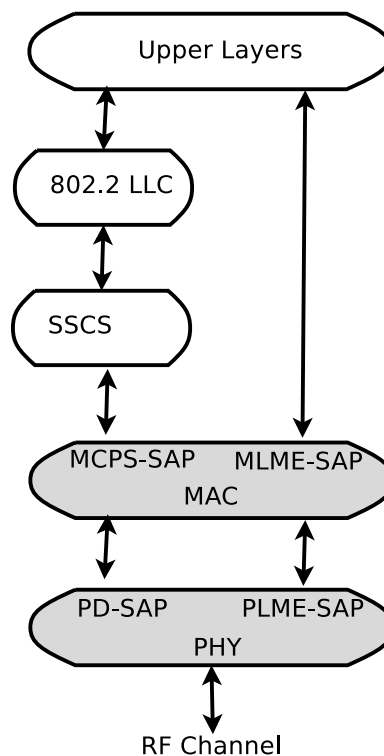 Upper Layers
802.2 LLC
SSCS
MCPS-SAP MLME-SAP
MAC
PD-SAP PLME-SAP
PHY
RF Channel